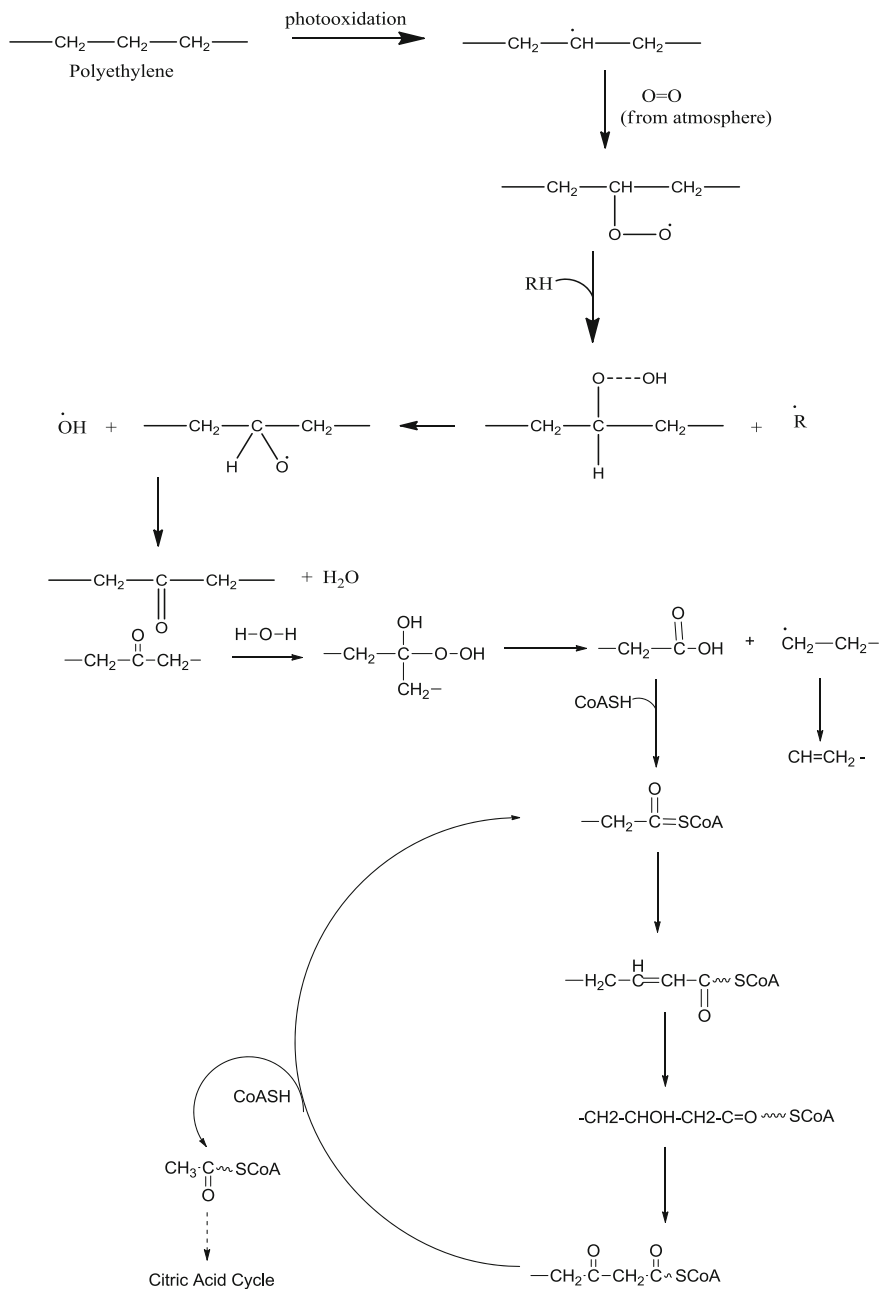 photooxidation
—CH₂—CH₂—CH₂—
Polyethylene
—CH₂—ĊH—CH₂—
O=O
(from atmosphere)
—CH₂—CH—CH₂—
O—Ȯ
RH
O----OH
ȮH + —CH₂—C—CH₂—
H Ȯ
—CH₂—C—CH₂— + Ṙ
H
—CH₂—C—CH₂— + H₂O
O
O
—CH₂—C—CH₂–
H–O–H
OH
—CH₂—C—O–OH
CH₂–
O
—CH₂—C–OH + ĊH₂—CH₂–
CoASH
CH=CH₂ -
O
—CH₂—C=SCoA
H
—H₂C—C=CH—C~SCoA
O
CoASH
-CH2-CHOH-CH2-C=O~SCoA
CH₃-C~SCoA
O
O O
—CH₂-C-CH₂-C~SCoA
Citric Acid Cycle